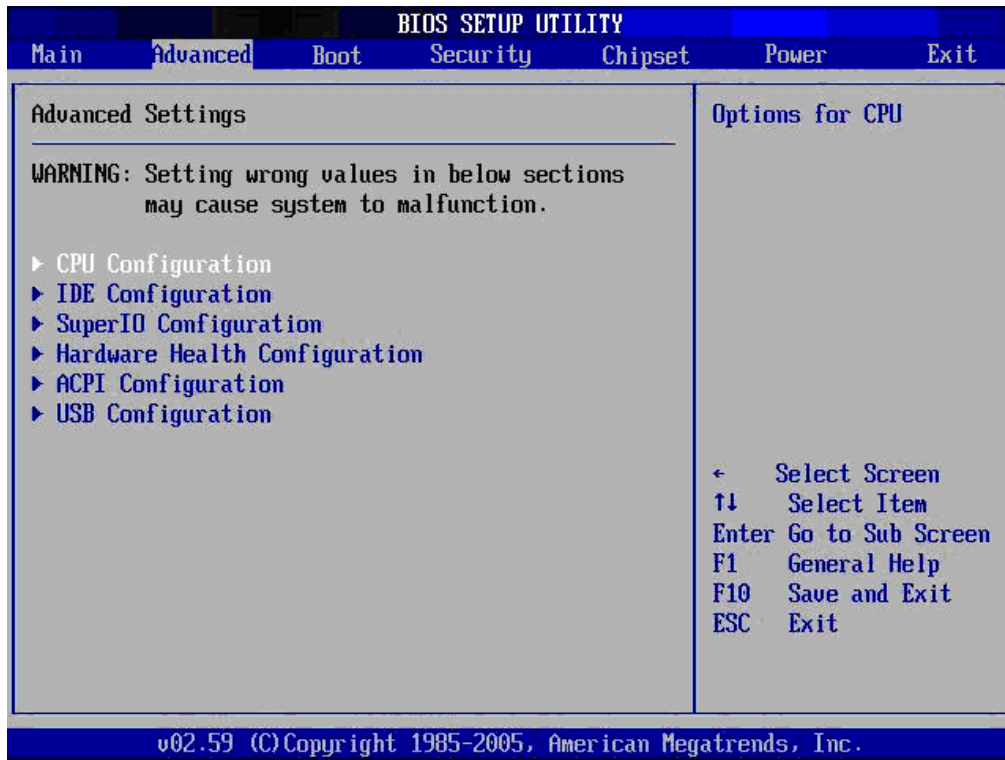 BIOS SETUP UTILITY
Main Advanced Boot Security Chipset Power Exit
Advanced Settings
WARNING: Setting wrong values in below sections
may cause system to malfunction.
▶ CPU Configuration
▶ IDE Configuration
▶ SuperIO Configuration
▶ Hardware Health Configuration
▶ ACPI Configuration
▶ USB Configuration
Options for CPU
← Select Screen
↑↓ Select Item
Enter Go to Sub Screen
F1 General Help
F10 Save and Exit
ESC Exit
v02.59 (C)Copyright 1985-2005, American Megatrends, Inc.